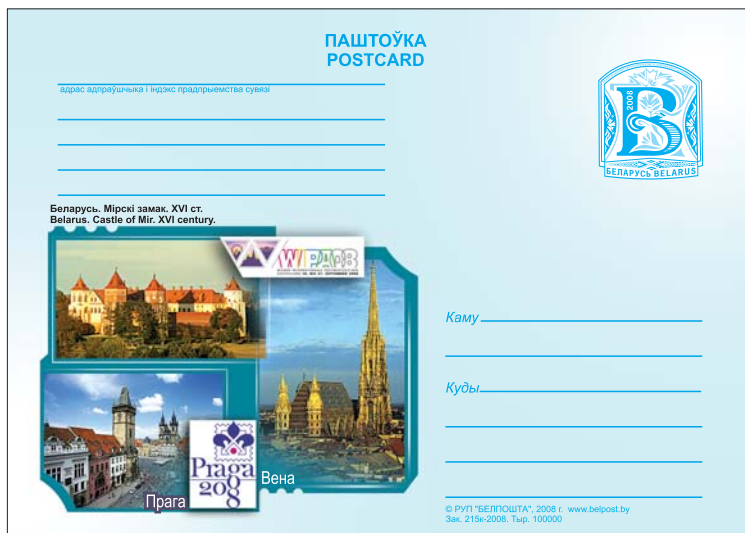 ПАШТОЎКА
POSTCARD
адрас адпраўшчыка і індэкс прадпрыемства сувязі
2008
Б
БЕЛАРУСЬ BELARUS
Беларусь. Мірскі замак. XVI ст.
Belarus. Castle of Mir. XVI century.
WIPA08
Praga
2008
Прага
Вена
Каму
Куды
© РУП "БЕЛПОШТА", 2008 г. www.belpost.by
Зак. 215к-2008. Тыр. 100000